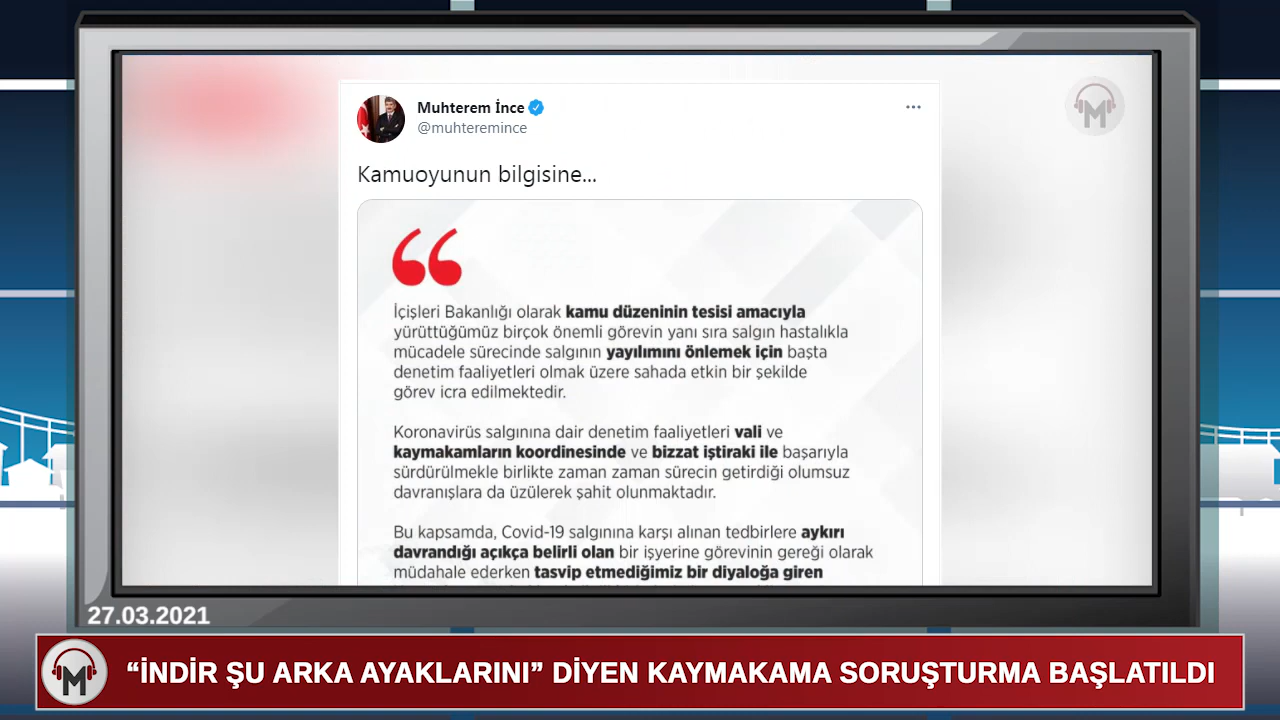 Muhterem İnce
@muhteremince
Kamuoyunun bilgisine...
İçişleri Bakanlığı olarak kamu düzeninin tesisi amacıyla
yürüttüğümüz birçok önemli görevin yanı sıra salgın hastalıkla
mücadele sürecinde salgının yayılımını önlemek için başta
denetim faaliyetleri olmak üzere sahada etkin bir şekilde
görev icra edilmektedir.
Koronavirüs salgınına dair denetim faaliyetleri vali ve
kaymakamların koordinesinde ve bizzat iştiraki ile başarıyla
sürdürülmekle birlikte zaman zaman sürecin getirdiği olumsuz
davranışlara da üzülerek şahit olunmaktadır.
Bu kapsamda, Covid-19 salgınına karşı alınan tedbirlere aykırı
davrandığı açıkça belirli olan bir işyerine görevinin gereği olarak
müdahale ederken tasvip etmediğimiz bir diyaloğa giren
27.03.2021
“İNDİR ŞU ARKA AYAKLARINI” DİYEN KAYMAKAMA SORUŞTURMA BAŞLATILDI